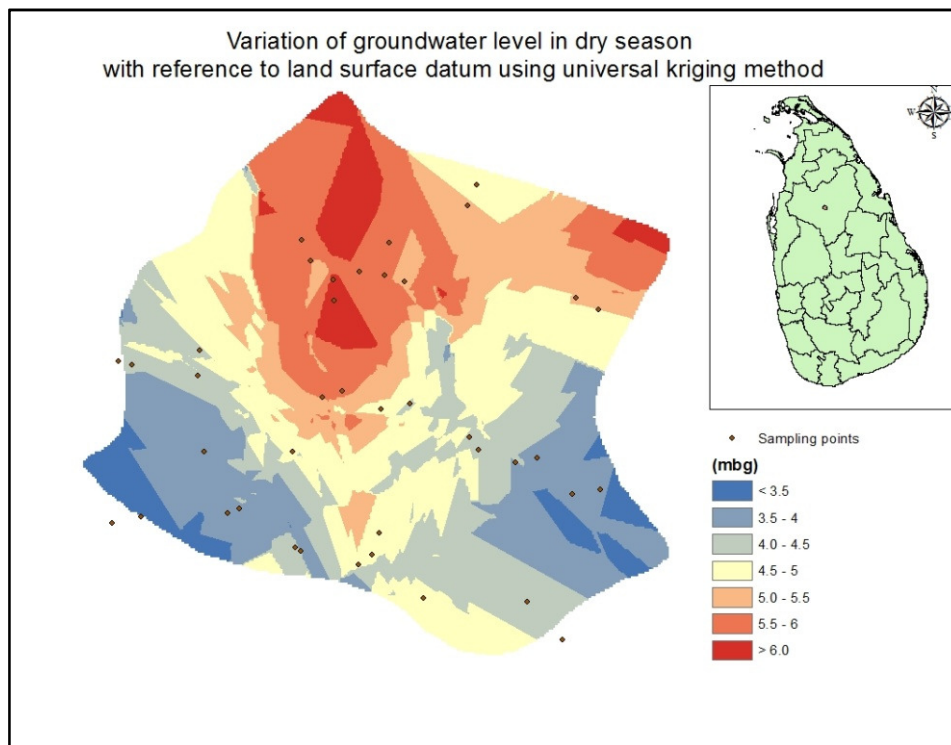 Variation of groundwater level in dry season
with reference to land surface datum using universal kriging method
N
W
E
S
Sampling points
(mbg)
< 3.5
3.5 - 4
4.0 - 4.5
4.5 - 5
5.0 - 5.5
5.5 - 6
> 6.0